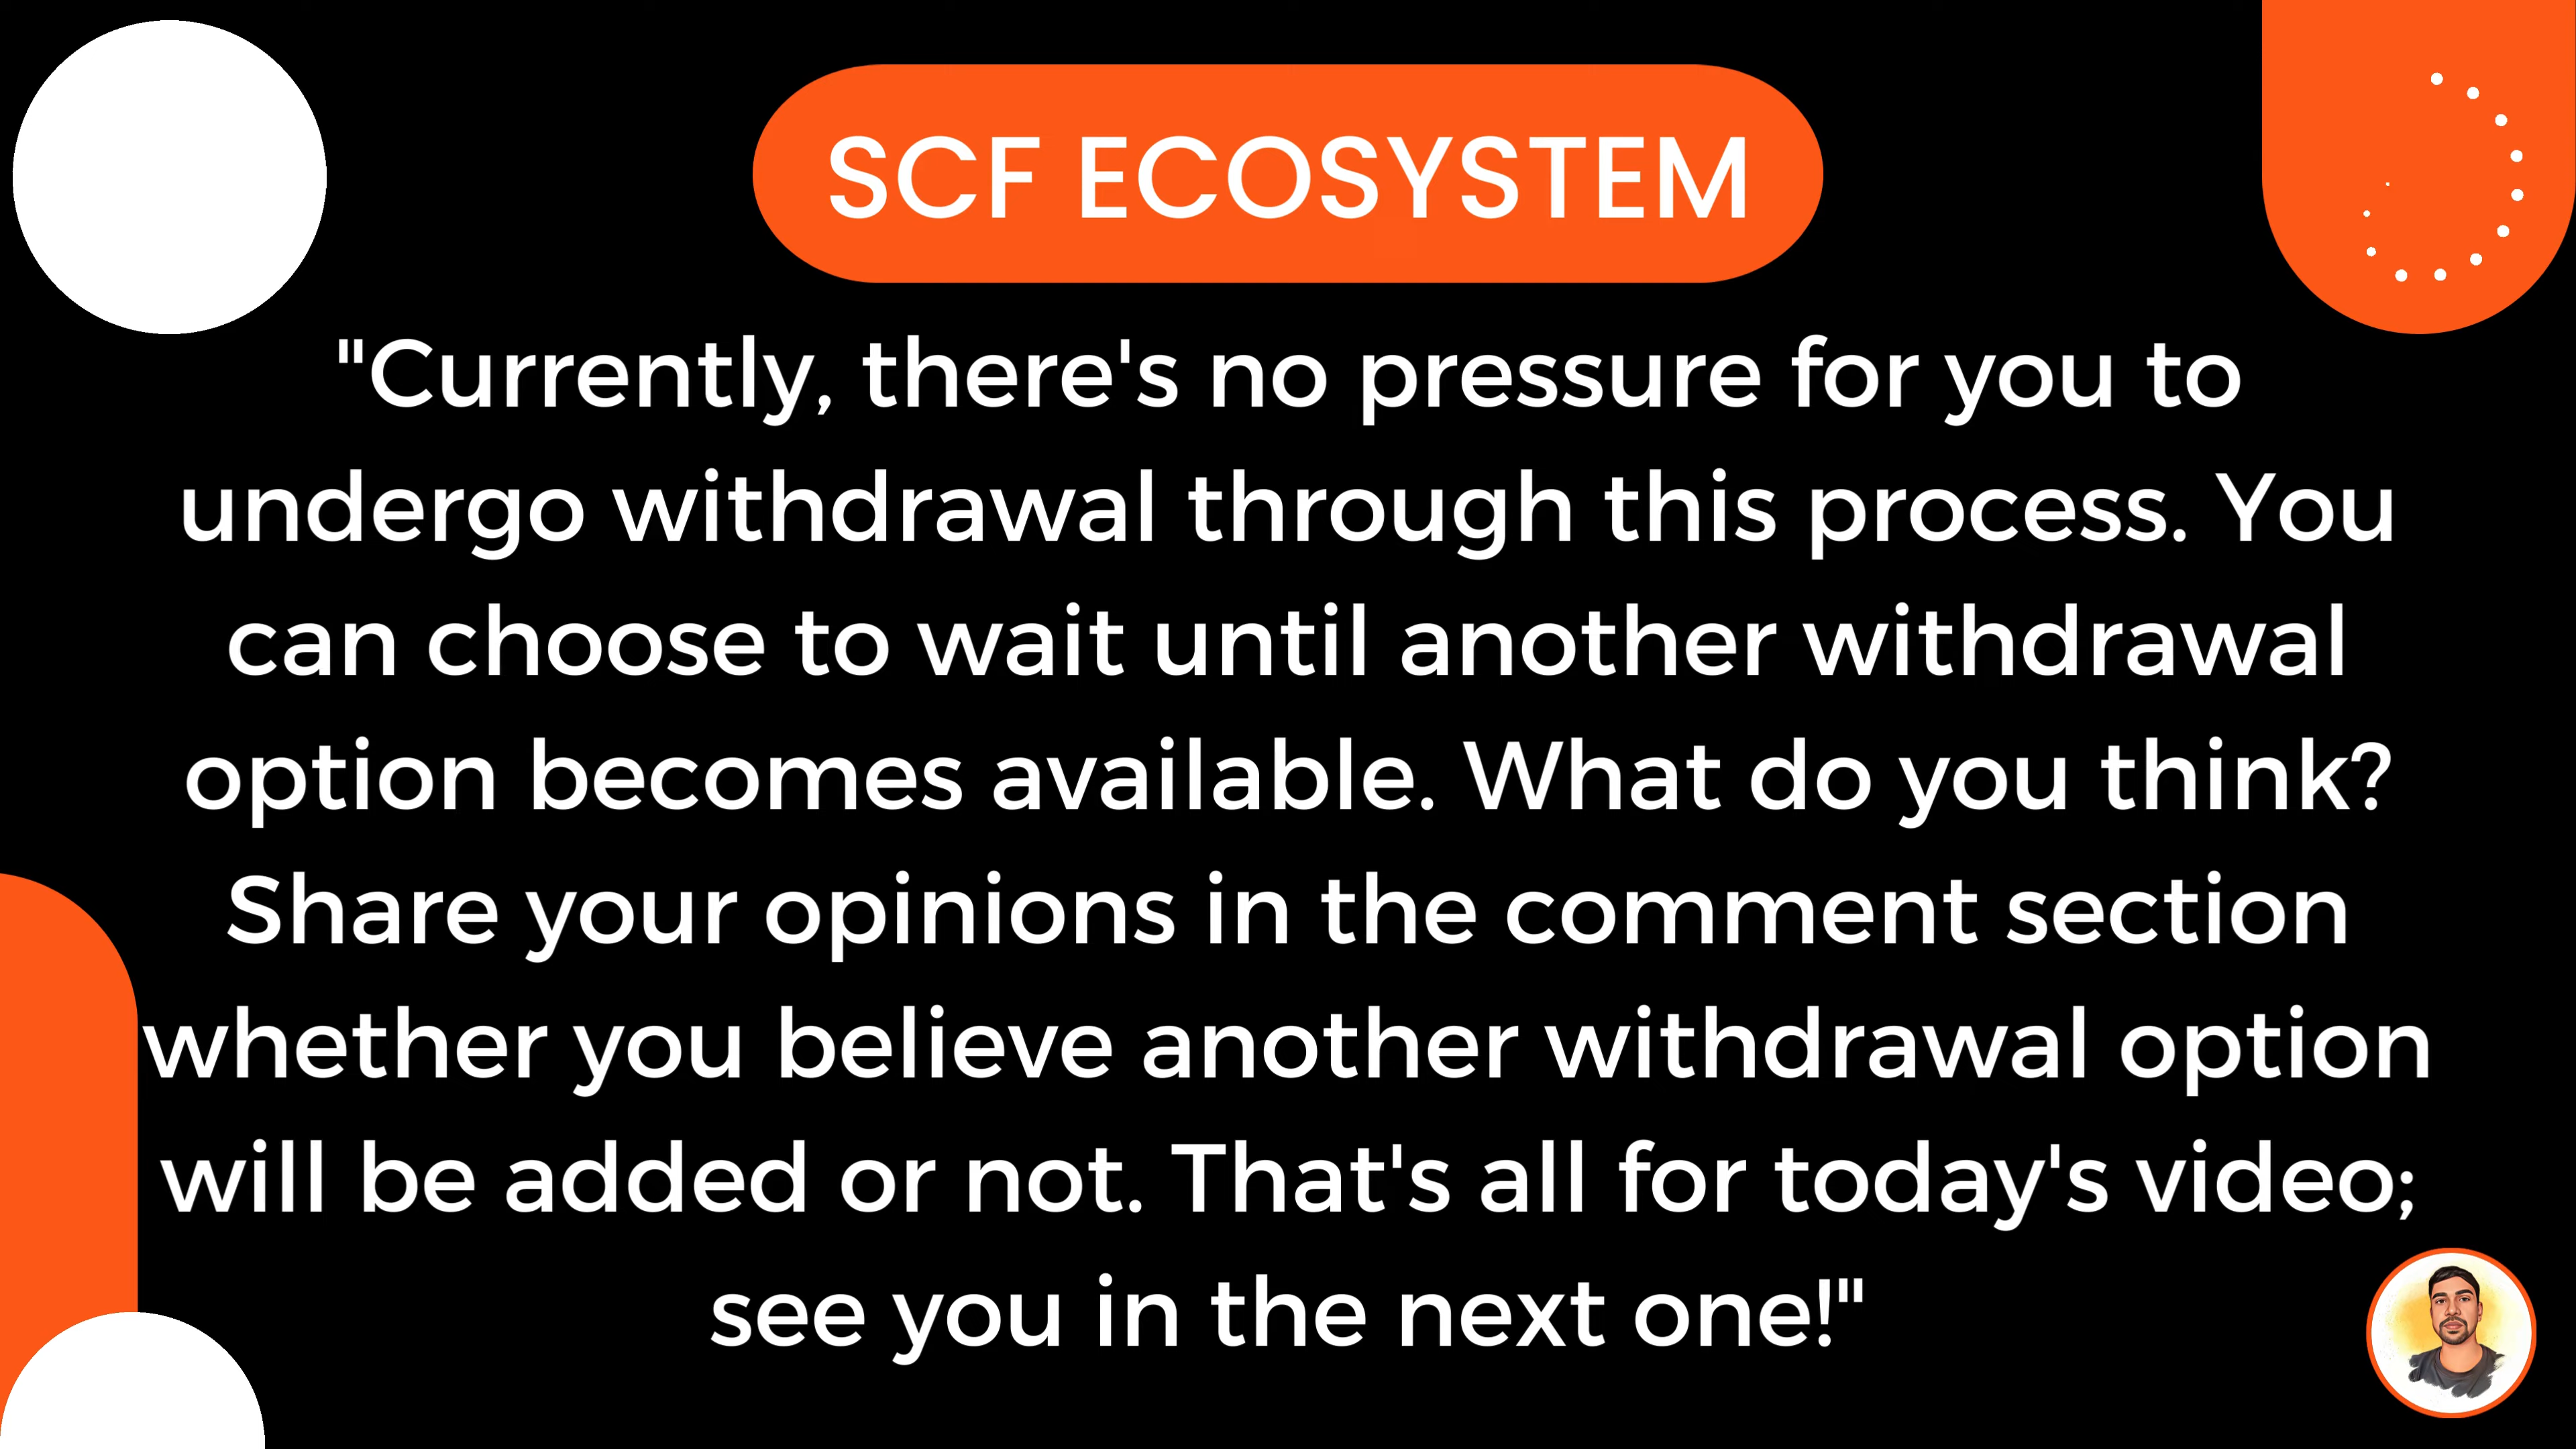 SCF ECOSYSTEM
"Currently, there's no pressure for you to
undergo withdrawal through this process. You
can choose to wait until another withdrawal
option becomes available. What do you think?
Share your opinions in the comment section
whether you believe another withdrawal option
will be added or not. That's all for today's video;
see you in the next one!"